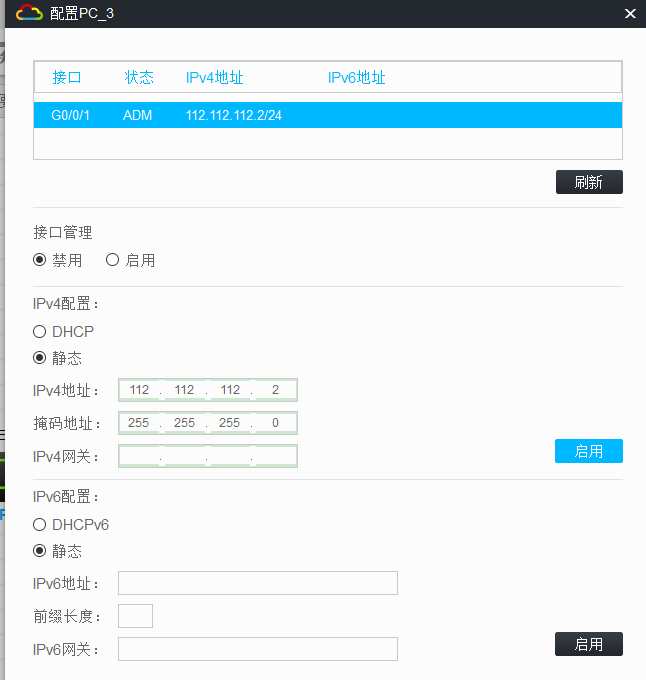 配置PC_3
接口 状态 IPv4地址 IPv6地址
G0/0/1 ADM 112.112.112.2/24
刷新
接口管理
禁用 启用
IPv4配置：
DHCP
静态
IPv4地址： 112 . 112 . 112 . 2
掩码地址： 255 . 255 . 255 . 0
IPv4网关： . . .
启用
IPv6配置：
DHCPv6
静态
IPv6地址：
前缀长度：
IPv6网关：
启用